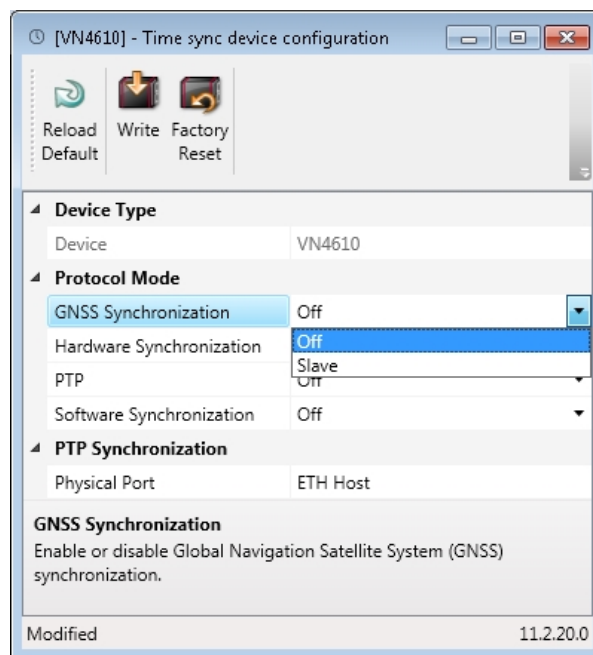 [VN4610] - Time sync device configuration
Reload Default
Write
Factory Reset
Device Type
Device VN4610
Protocol Mode
GNSS Synchronization Off
Hardware Synchronization Off
Slave
PTP Off
Software Synchronization Off
PTP Synchronization
Physical Port ETH Host
GNSS Synchronization
Enable or disable Global Navigation Satellite System (GNSS)
synchronization.
Modified 11.2.20.0